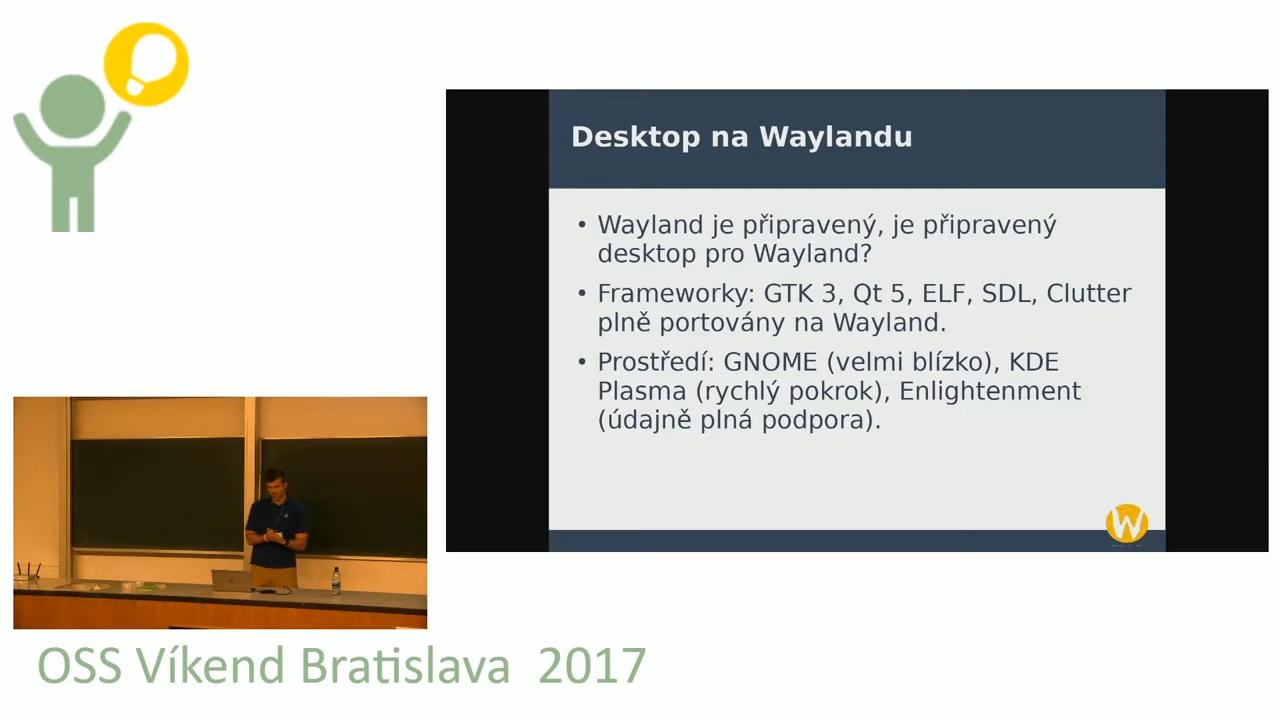 Desktop na Waylandu
• Wayland je připravený, je připravený
desktop pro Wayland?
• Frameworky: GTK 3, Qt 5, ELF, SDL, Clutter
plně portovány na Wayland.
• Prostředí: GNOME (velmi blízko), KDE
Plasma (rychlý pokrok), Enlightenment
(údajně plná podpora).
W
OSS Víkend Bratislava 2017